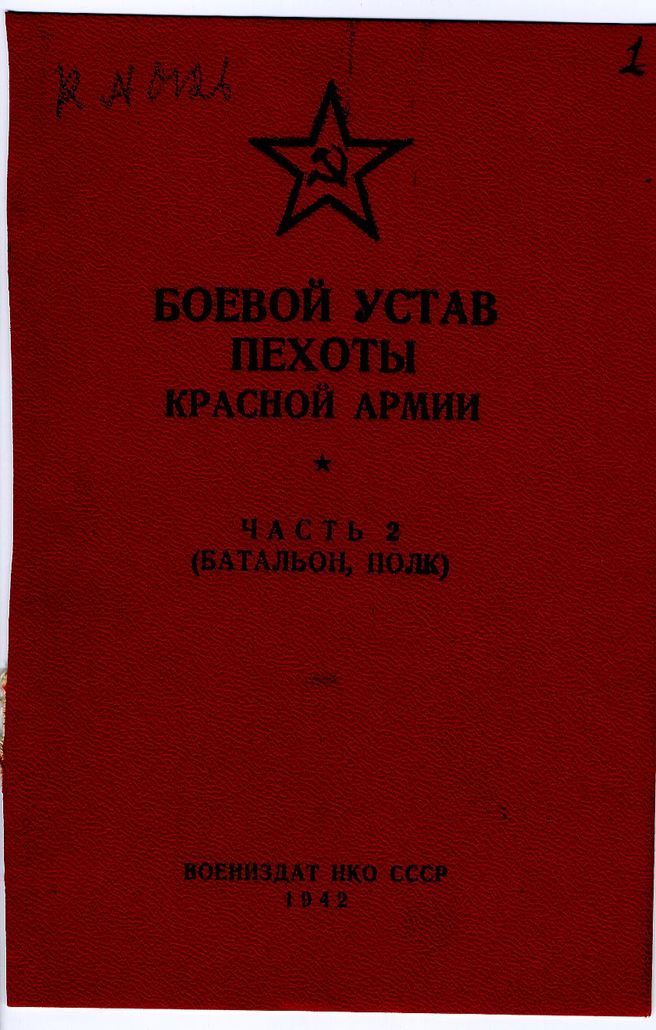 1
БОЕВОЙ УСТАВ
ПЕХОТЫ
КРАСНОЙ АРМИИ
ЧАСТЬ 2
(БАТАЛЬОН, ПОЛК)
ВОЕНИЗДАТ НКО СССР
1942